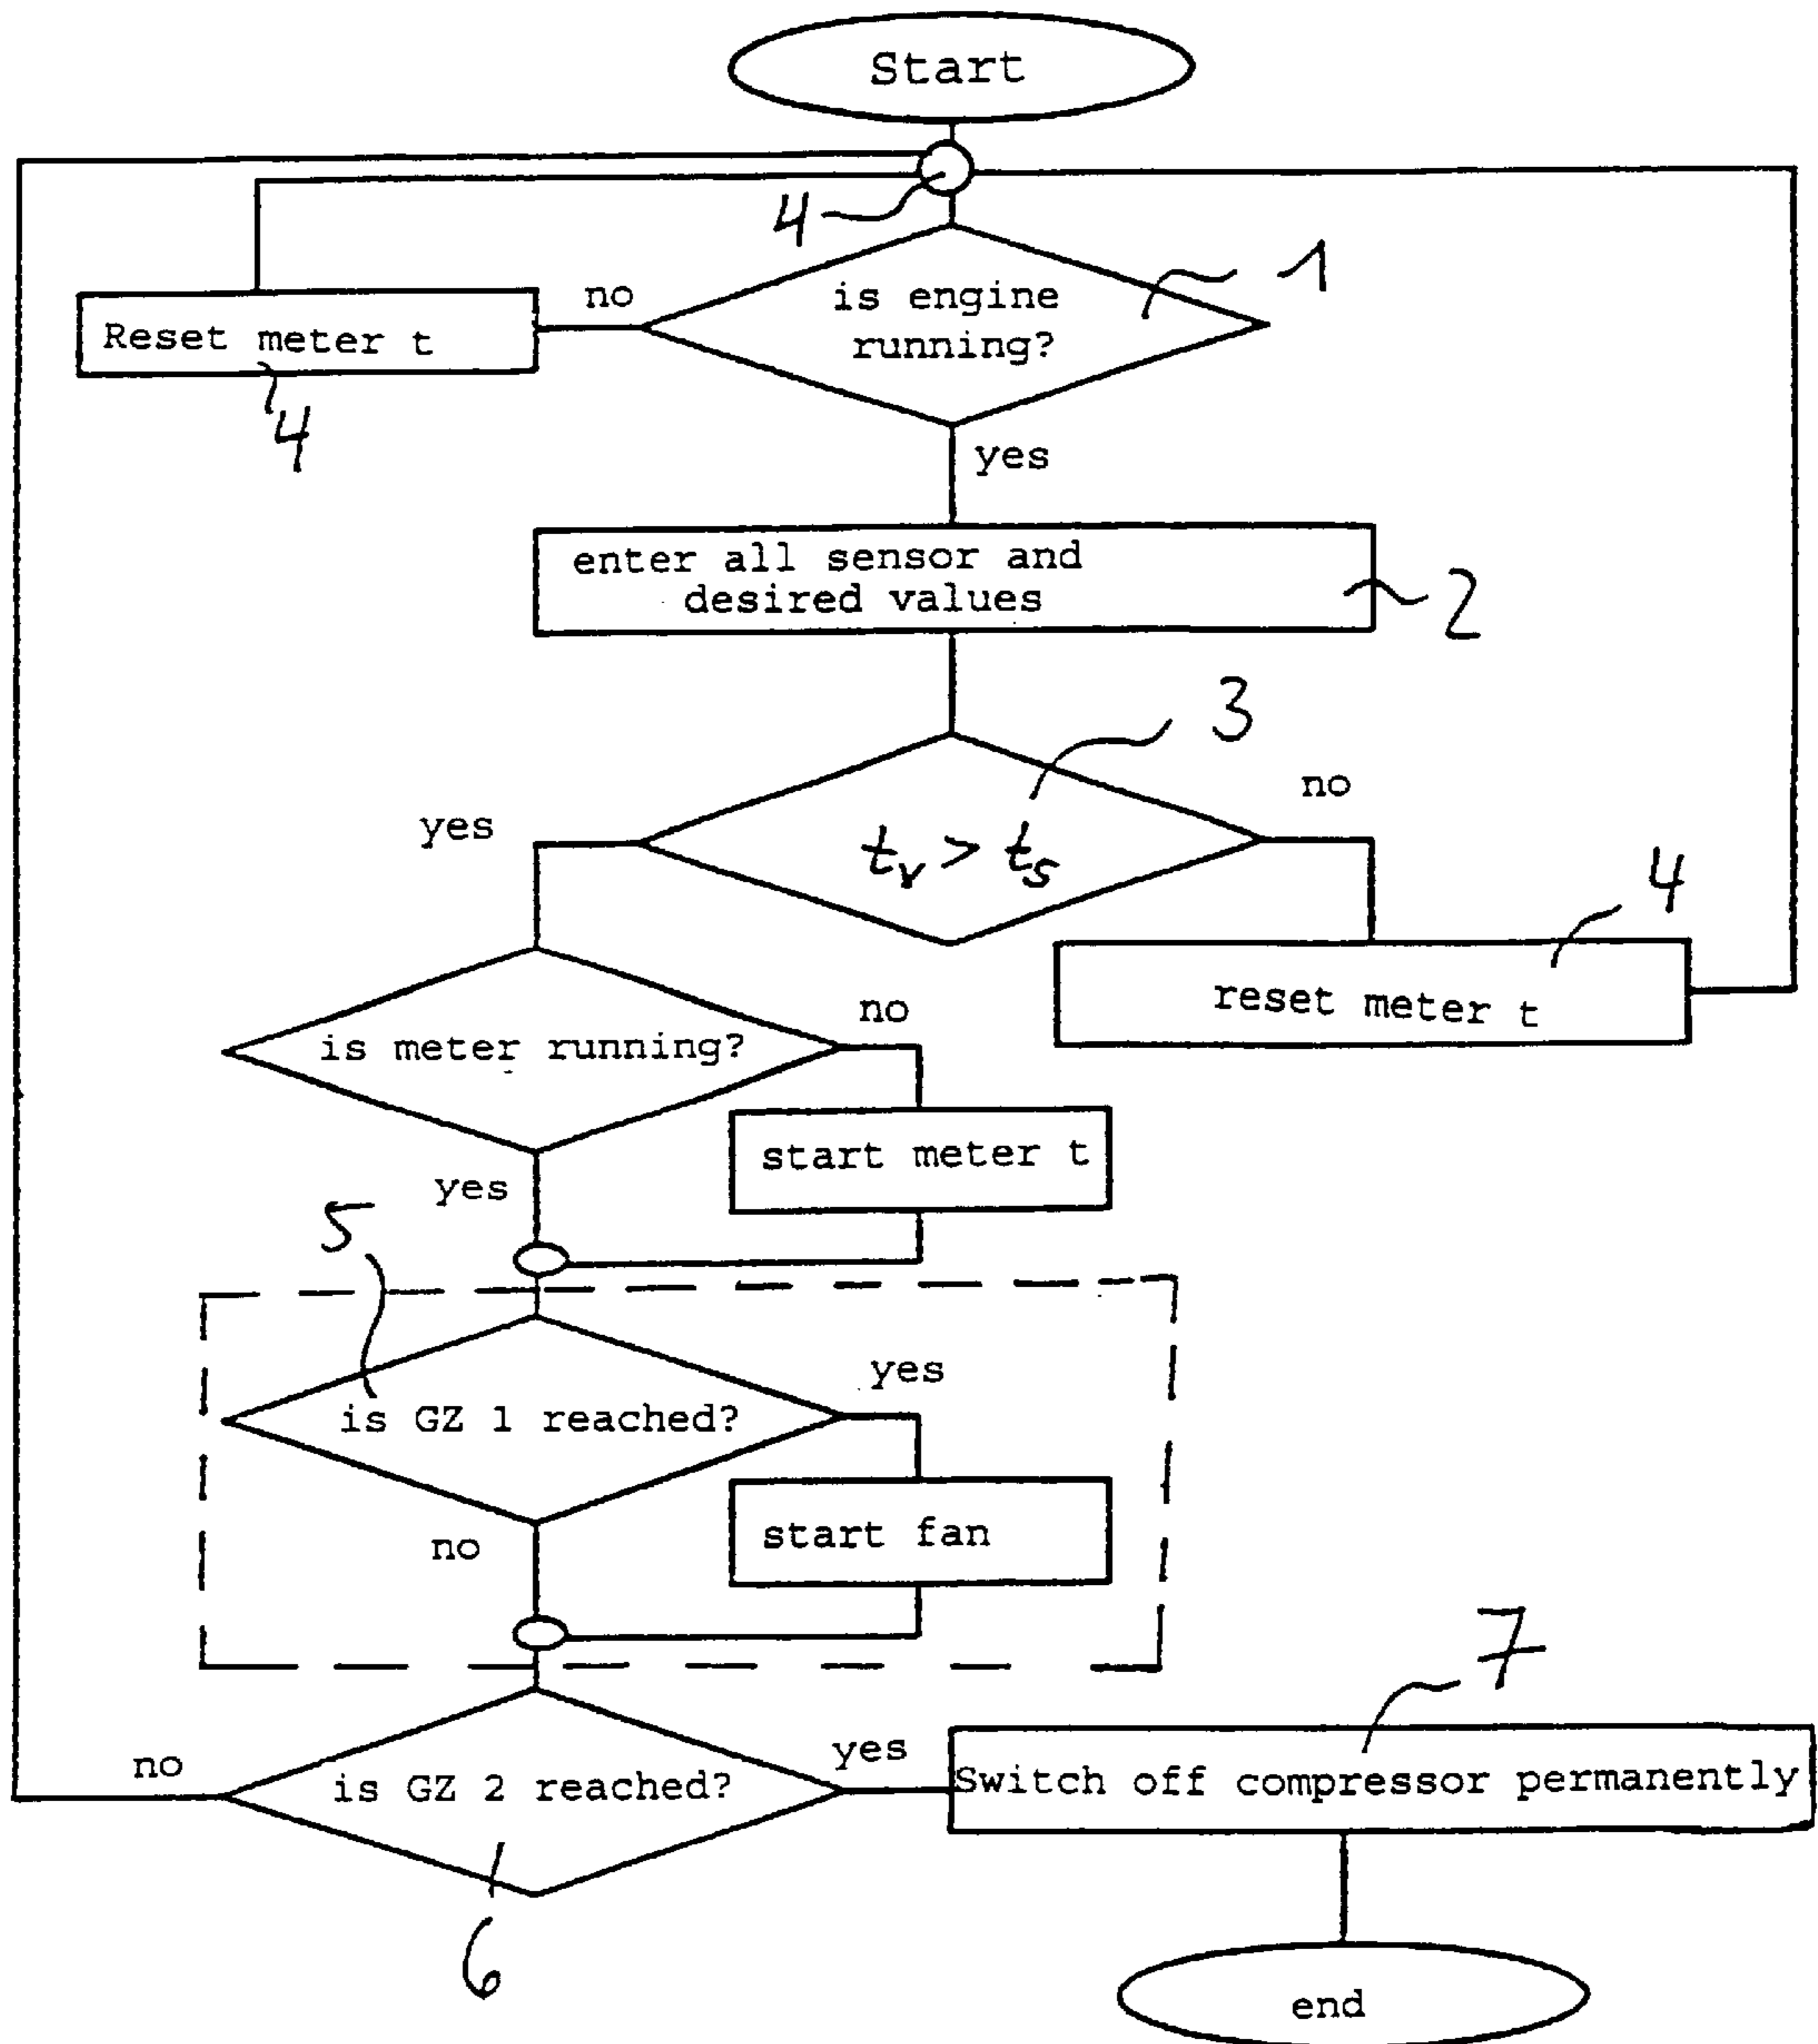 Start
4
1
is engine
running?
no
Reset meter t
4
yes
enter all sensor and
desired values
2
3
no
yes
tv > ts
4
reset meter t
no
is meter running?
start meter t
yes
5
yes
is GZ 1 reached?
start fan
no
7
yes
no
Switch off compressor permanently
is GZ 2 reached?
6
end